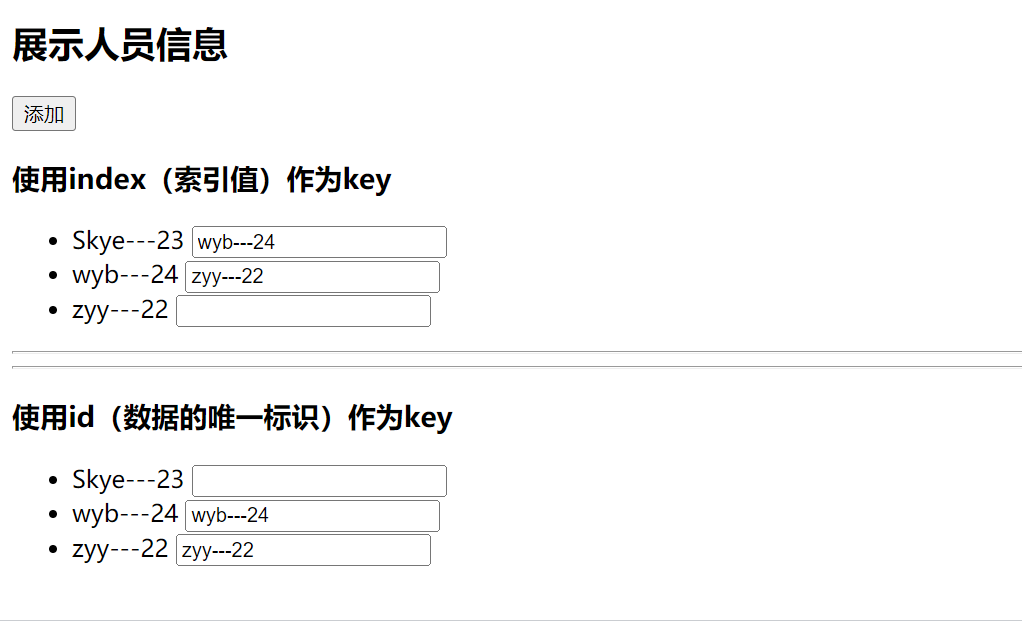 展示人员信息
添加
使用index（索引值）作为key
Skye---23 wyb---24
wyb---24 zyy---22
zyy---22
使用id（数据的唯一标识）作为key
Skye---23
wyb---24 wyb---24
zyy---22 zyy---22